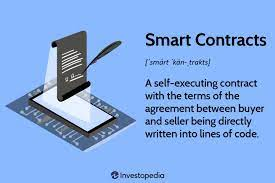 Smart Contracts
[ˈsmärt ˈkän-ˌtrakts]
A self-executing contract
with the terms of the
agreement between buyer
and seller being directly
written into lines of code.
Investopedia